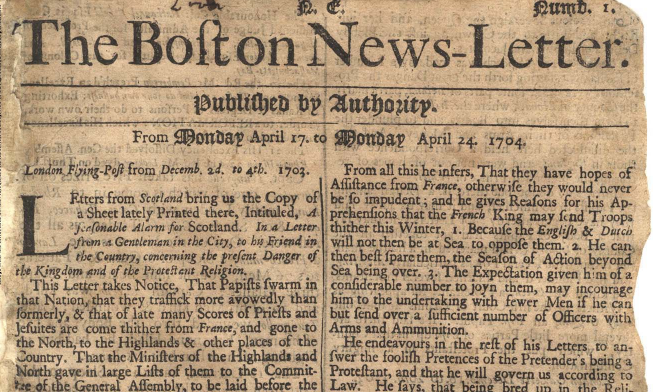 N. E. Numb. 1.
The Boſton News-Letter.
Publiſhed by Authority.
From Monday April 17. to Monday April 24. 1704.
London Flying-Poſt from Decemb. 2d. to 4th. 1703.
LEtters from Scotland bring us the Copy of
a Sheet lately Printed there, Intituled, A
ſeaſonable Alarm for Scotland. In a Letter
from a Gentleman in the City, to his Friend in
the Country, concerning the preſent Danger of
the Kingdom and of the Proteſtant Religion.
This Letter takes Notice, That Papiſts ſwarm in
that Nation, that they traffick more avowedly than
formerly, & that of late many Scores of Prieſts and
Jeſuites are come thither from France, and gone to
the North, to the Highlands & other places of the
Country. That the Miniſters of the Highlands and
North gave in large Liſts of them to the Commit-
tee of the General Aſſembly, to be laid before the
From all this he infers, That they have hopes of
Aſſiſtance from France, otherwiſe they would never
be ſo impudent; and he gives Reaſons for his Ap-
prehenſions that the French King may ſend Troops
thither this Winter, 1. Becauſe the Engliſh & Dutch
will not then be at Sea to oppoſe them. 2. He can
then beſt ſpare them, the Seaſon of Action beyond
Sea being over. 3. The Expectation given him of a
conſiderable number to joyn them, may incourage
him to the undertaking with fewer Men if he can
but ſend over a ſufficient number of Officers with
Arms and Ammunition.
He endeavours in the reſt of his Letters to an-
ſwer the fooliſh Pretences of the Pretender's being a
Proteſtant, and that he will govern us according to
Law. He ſays, that being bred up in the Reli-